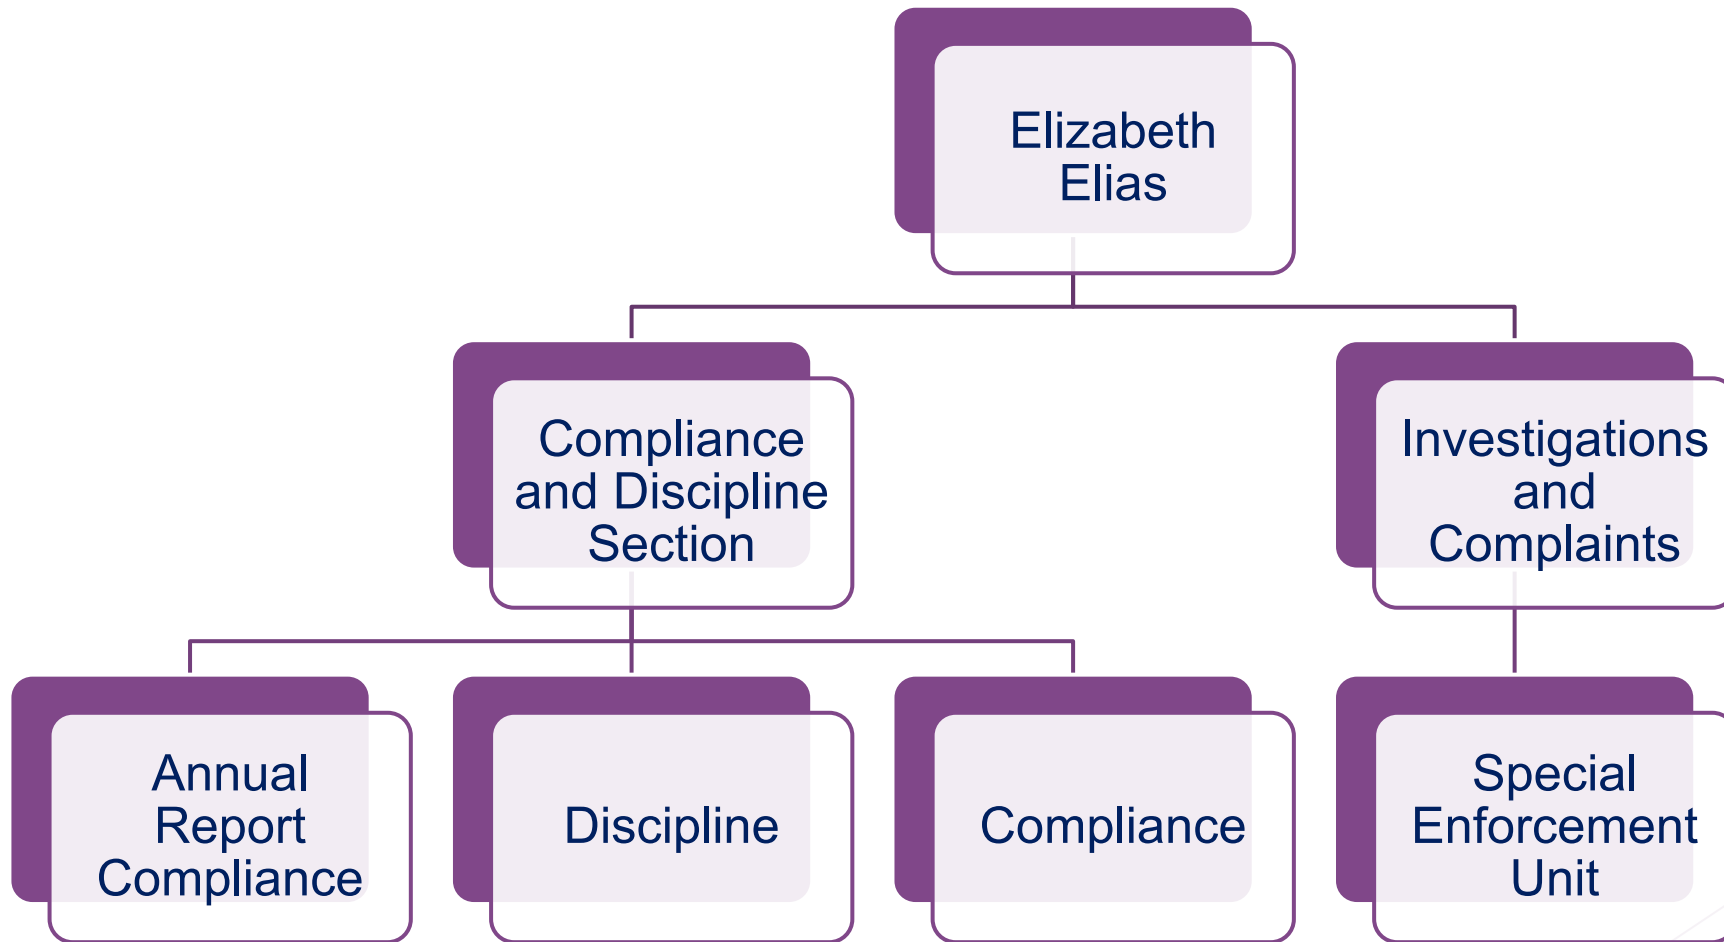 Elizabeth
Elias
Compliance
and Discipline
Section
Investigations
and
Complaints
Annual
Report
Compliance
Discipline
Compliance
Special
Enforcement
Unit